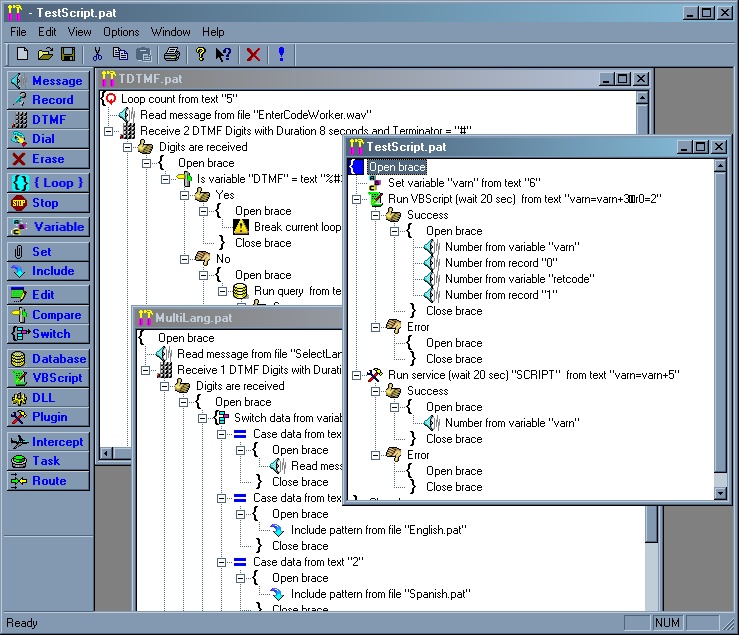 - TestScript.pat
File Edit View Options Window Help
Message
Record
DTMF
Dial
Erase
{ Loop }
Stop
Variable
Set
Include
Edit
Compare
Switch
Database
VBScript
DLL
Plugin
Intercept
Task
Route
TDTMF.pat
Loop count from text "5"
Read message from file "EnterCodeWorker.wav"
Receive 2 DTMF Digits with Duration 8 seconds and Terminator = "#"
Digits are received
Open brace
Is variable "DTMF" = text "%#
Yes
Open brace
Break current loop
Close brace
No
Open brace
Run query from te
MultiLang.pat
Open brace
Read message from file "SelectLan
Receive 1 DTMF Digits with Durati
Digits are received
Open brace
Switch data from variab
Case data from tex
Open brace
Read mess
Close brace
Case data from tex
Open brace
Include pattern from file "English.pat"
Close brace
Case data from text "2"
Open brace
Include pattern from file "Spanish.pat"
Close brace
TestScript.pat
Open brace
Set variable "varn" from text "6"
Run VBScript (wait 20 sec) from text "varn=varn+3▯▯r0=2"
Success
Open brace
Number from variable "varn"
Number from record "0"
Number from variable "retcode"
Number from record "1"
Close brace
Error
Open brace
Close brace
Run service (wait 20 sec) "SCRIPT" from text "varn=varn+5"
Success
Open brace
Number from variable "varn"
Close brace
Error
Open brace
Close brace
Ready
NUM